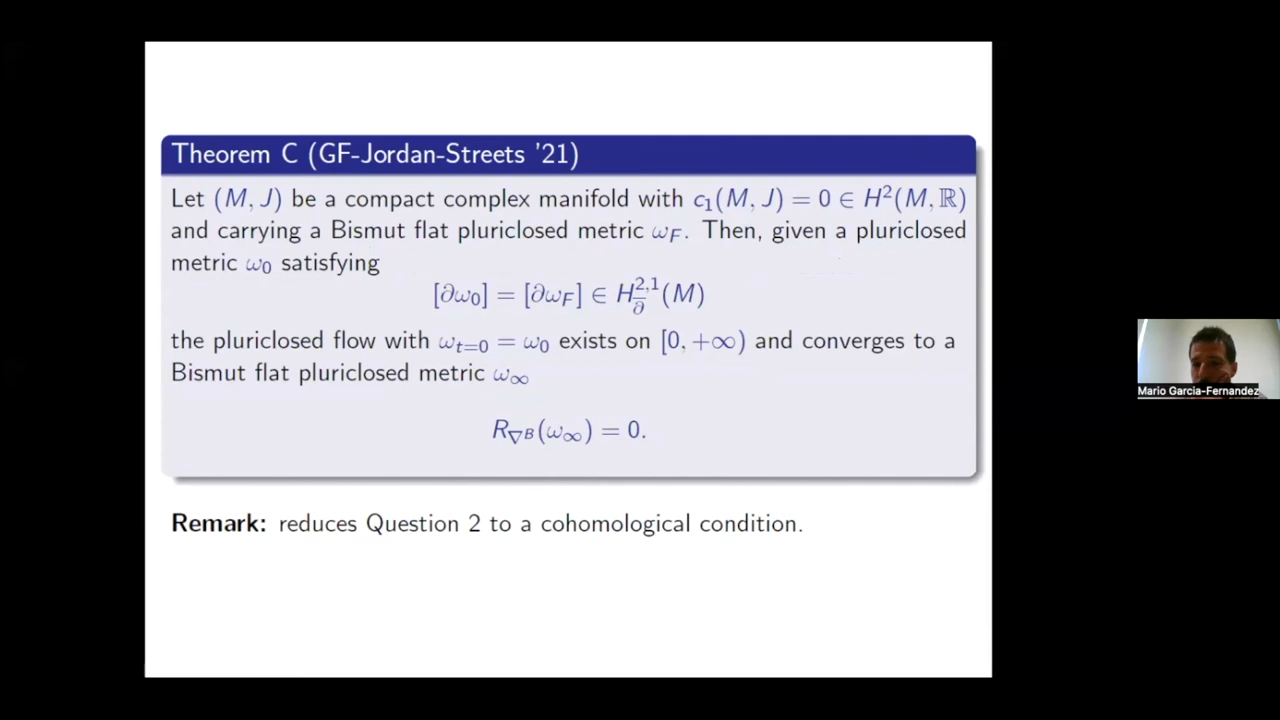 Theorem C (GF-Jordan-Streets '21)
Let (M, J) be a compact complex manifold with c₁(M, J) = 0 ∈ H²(M, ℝ)
and carrying a Bismut flat pluriclosed metric ω_F. Then, given a pluriclosed
metric ω₀ satisfying
[∂ω₀] = [∂ω_F] ∈ H_{\overline{∂}}^{2,1}(M)
the pluriclosed flow with ω_{t=0} = ω₀ exists on [0, +∞) and converges to a
Bismut flat pluriclosed metric ω_∞
R_{∇^B}(ω_∞) = 0.
Mario Garcia-Fernandez
Remark: reduces Question 2 to a cohomological condition.